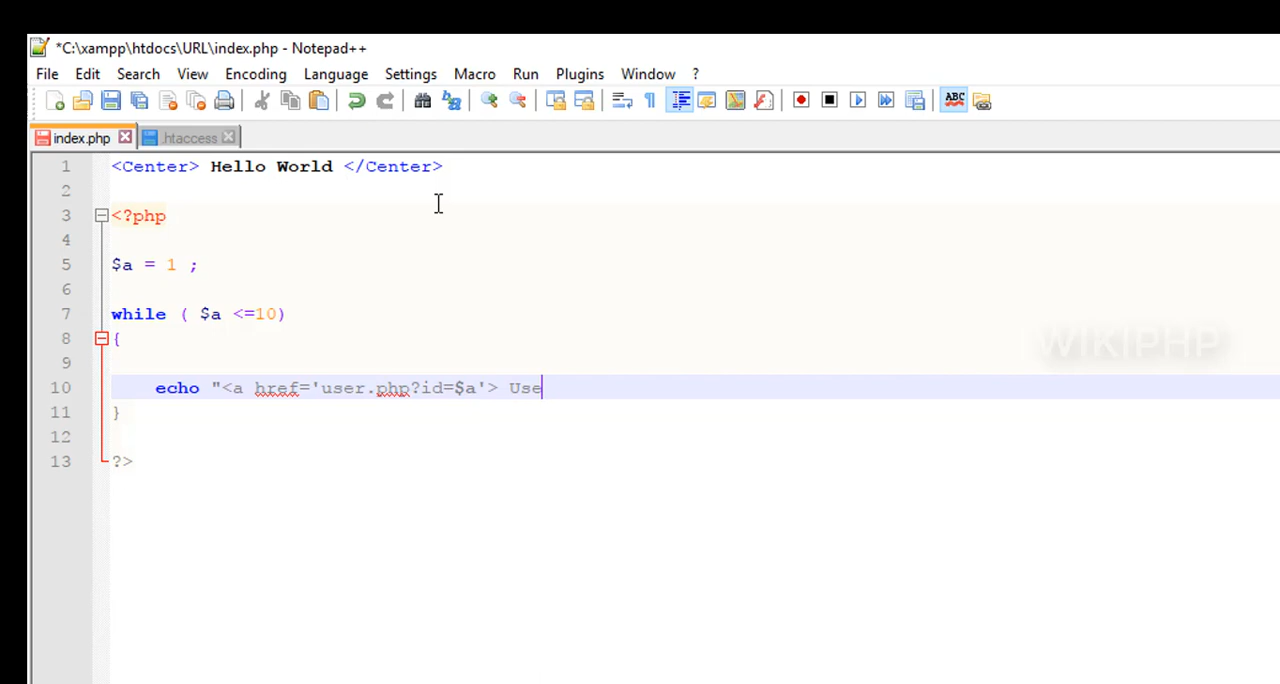 *C:\xampp\htdocs\URL\index.php - Notepad++
File Edit Search View Encoding Language Settings Macro Run Plugins Window ?
ABC
index.php .htaccess
1 <Center> Hello World </Center>
2
3 <?php
4
5 $a = 1 ;
6
7 while ( $a <=10)
8 {
9
WIKIPHP
10 echo "<a href='user.php?id=$a'> Use
11 }
12
13 ?>